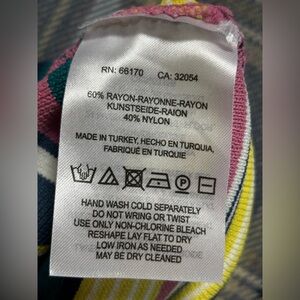 RN: 66170 CA: 32054
60% RAYON-RAYONNE-RAYON
KUNSTSEIDE-RAION
40% NYLON
MADE IN TURKEY, HECHO EN TURQUIA,
FABRIQUÉ EN TURQUIE
HAND WASH COLD SEPARATELY
DO NOT WRING OR TWIST
USE ONLY NON-CHLORINE BLEACH
RESHAPE LAY FLAT TO DRY
LOW IRON AS NEEDED
MAY BE DRY CLEANED